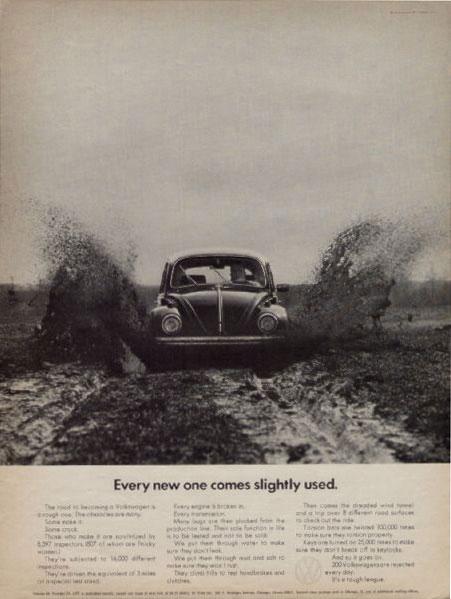 Every new one comes slightly used.
The road to becoming a Volkswagen is
a rough one. The obstacles are many.
Some make it.
Some crack.
Those who make it are scrutinized by
8,397 inspectors. (807 of whom are finicky
women.)
They're subjected to 16,000 different
inspections.
They're driven the equivalent of 3 miles
on a special test stand.
Every engine is broken in.
Every transmission.
Many bugs are then plucked from the
production line. Their sole function in life
is to be tested and not to be sold.
We put them through water to make
sure they don't leak.
We put them through mud and salt to
make sure they won't rust.
They climb hills to test handbrakes and
clutches.
Then comes the dreaded wind tunnel
and a trip over 8 different road surfaces
to check out the ride.
Torsion bars are twisted 100,000 times
to make sure they torsion properly.
Keys are turned on 25,000 times to make
sure they don't break off in keylocks.
And so it goes on.
200 Volkswagens are rejected
every day.
It's a tough league.